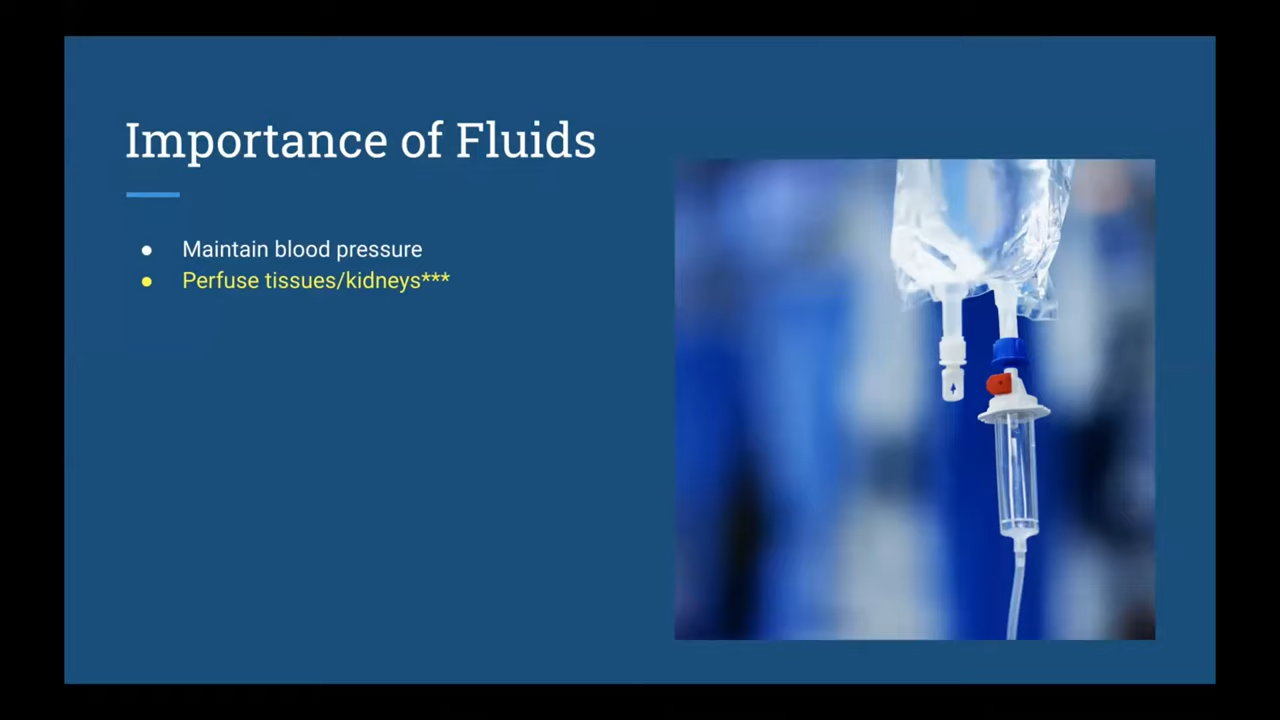 Importance of Fluids
● Maintain blood pressure
● Perfuse tissues/kidneys***